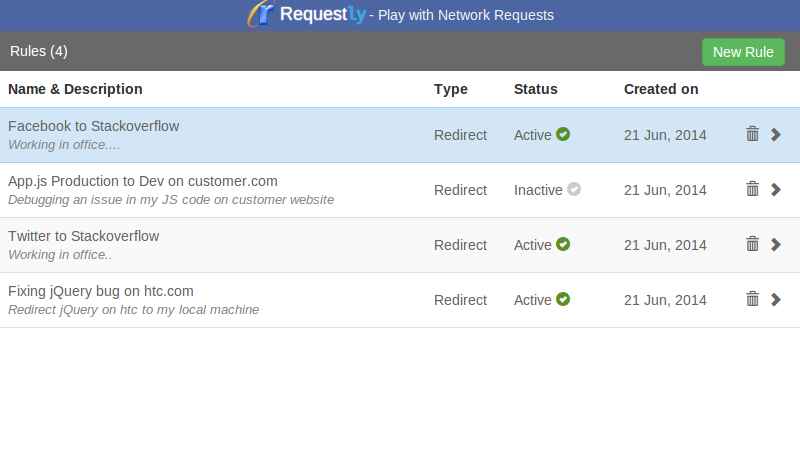 Requestly - Play with Network Requests
Rules (4) New Rule
Name & Description Type Status Created on
Facebook to Stackoverflow
Working in office....
Redirect Active 21 Jun, 2014
App.js Production to Dev on customer.com
Debugging an issue in my JS code on customer website
Redirect Inactive 21 Jun, 2014
Twitter to Stackoverflow
Working in office..
Redirect Active 21 Jun, 2014
Fixing jQuery bug on htc.com
Redirect jQuery on htc to my local machine
Redirect Active 21 Jun, 2014